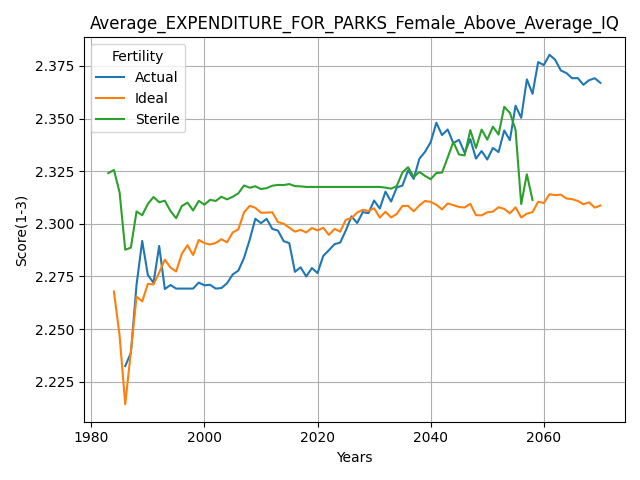 Average_EXPENDITURE_FOR_PARKS_Female_Above_Average_IQ
Fertility
Actual
Ideal
Sterile
2.375
2.350
2.325
2.300
2.275
2.250
2.225
Score(1-3)
1980
2000
2020
2040
2060
Years